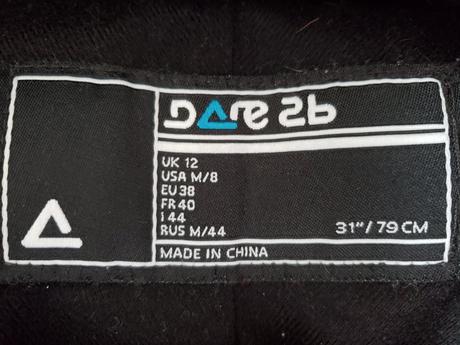 DARE 2b
UK 12
USA M/8
EU 38
FR 40
I 44
RUS M/44
31"/79 CM
MADE IN CHINA